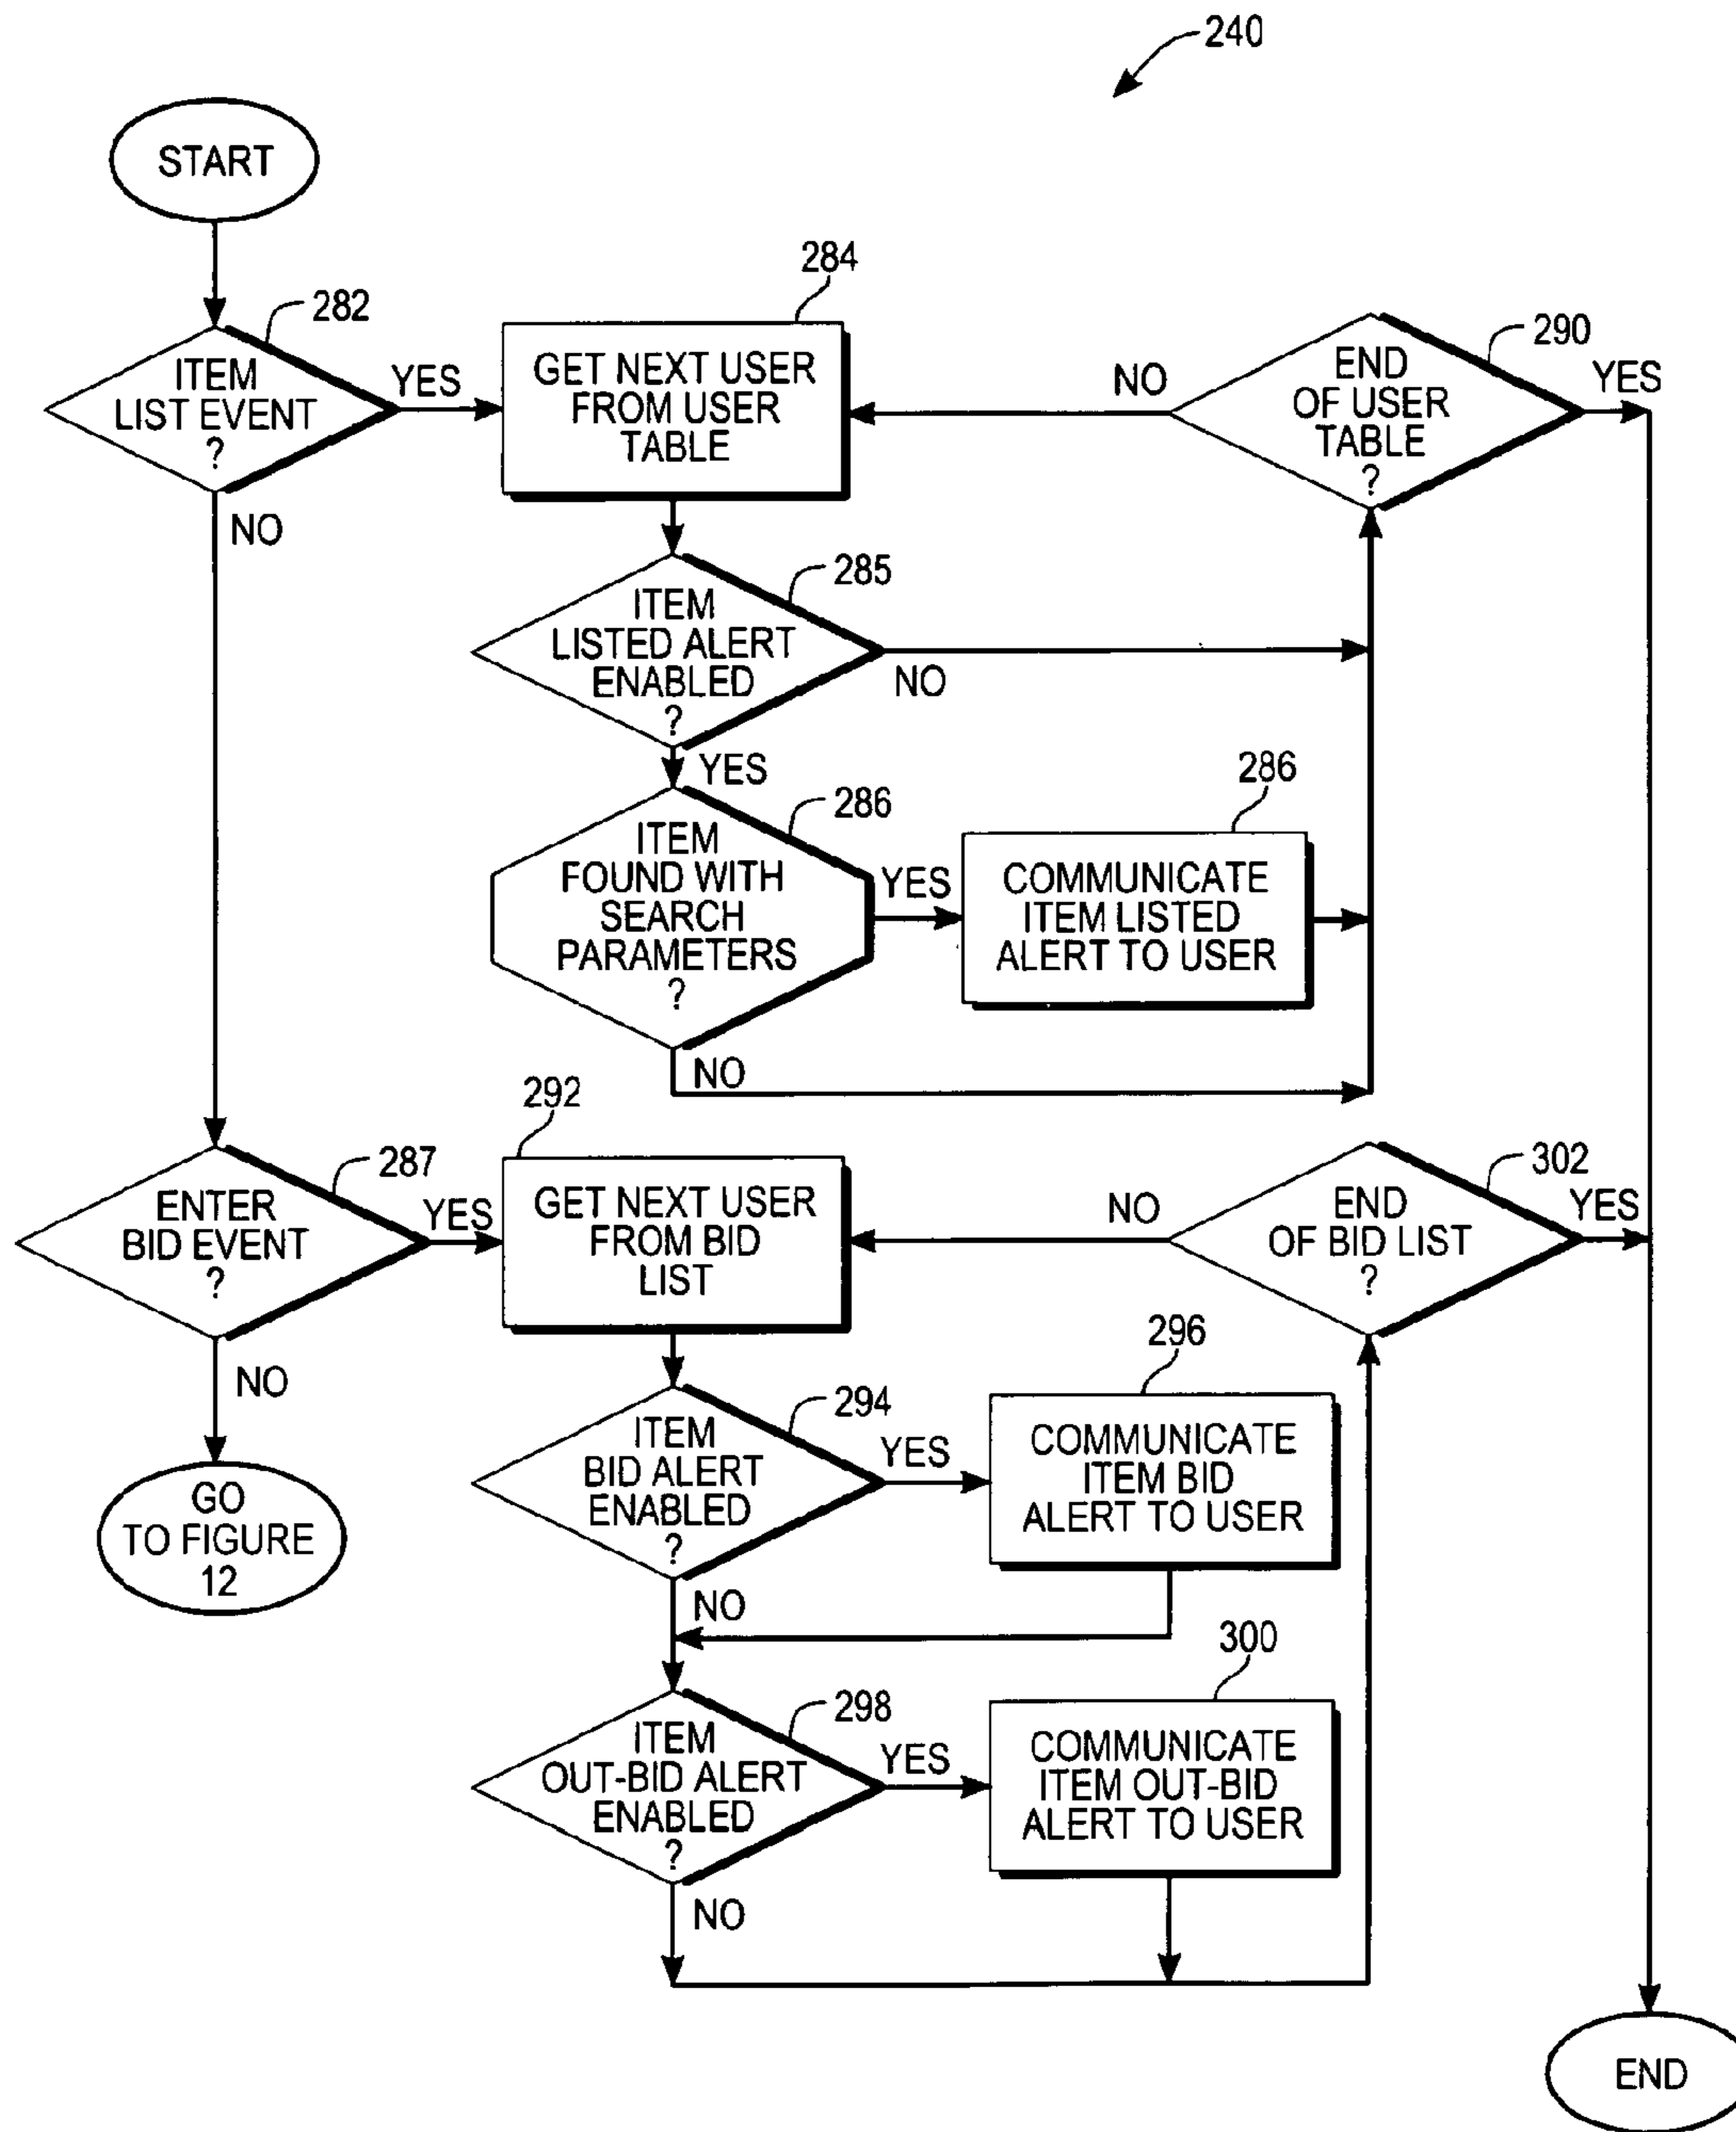 240
START
282
ITEM
LIST EVENT
?
YES
NO
284
GET NEXT USER
FROM USER
TABLE
290
END
OF USER
TABLE
?
NO
YES
285
ITEM
LISTED ALERT
ENABLED
?
NO
YES
286
ITEM
FOUND WITH
SEARCH
PARAMETERS
?
YES
NO
286
COMMUNICATE
ITEM LISTED
ALERT TO USER
287
ENTER
BID EVENT
?
YES
NO
GO
TO FIGURE
12
292
GET NEXT USER
FROM BID
LIST
302
END
OF BID LIST
?
NO
YES
294
ITEM
BID ALERT
ENABLED
?
YES
NO
296
COMMUNICATE
ITEM BID
ALERT TO USER
298
ITEM
OUT-BID ALERT
ENABLED
?
YES
NO
300
COMMUNICATE
ITEM OUT-BID
ALERT TO USER
END